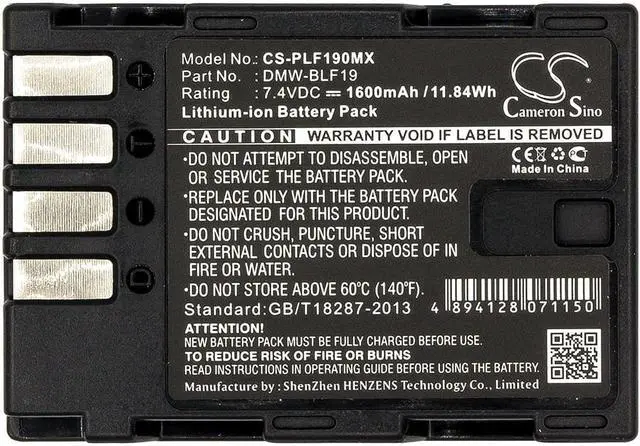 Model No. : CS-PLF190MX
Part No. : DMW-BLF19
Rating : 7.4VDC ⎓ 1600mAh /11.84Wh
Lithium-ion Battery Pack
CS
Cameron Sino
CAUTION WARRANTY VOID IF LABEL IS REMOVED
•DO NOT ATTEMPT TO DISASSEMBLE, OPEN
OR SERVICE THE BATTERY PACK.
•REPLACE ONLY WITH THE BATTERY PACK
DESIGNATED FOR THIS PRODUCT.
•DO NOT CRUSH, PUNCTURE, SHORT
EXTERNAL CONTACTS OR DISPOSE OF IN
FIRE OR WATER.
•DO NOT STORE ABOVE 60°C (140°F).
Standard:GB/T18287-2013
CE
Made In China
4 894128 071150
ATTENTION!
NEW BATTERY PACK MUST BE FULLY CHARGED BEFORE USE
TO REDUCE RISK OF FIRE OR BURNS
READ INSTRUCTIONS IN DEVICE OPERATING MANUAL BEFORE USE.
Manufacture by : ShenZhen HENZENS Technology Co., Limited
+
I
I
D